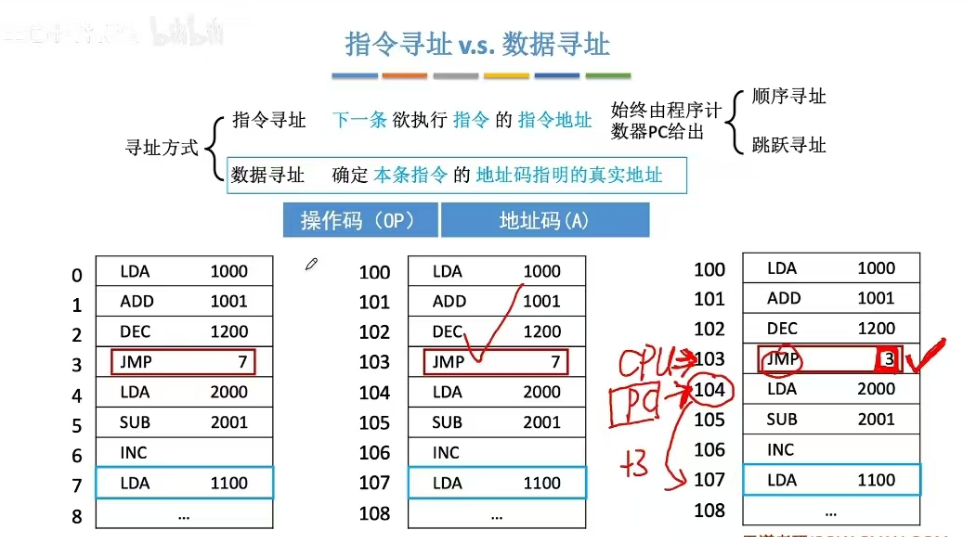 bilibili
指令寻址 v.s. 数据寻址
寻址方式
指令寻址 下一条 欲执行 指令 的 指令地址
始终由程序计
数器PC给出
顺序寻址
跳跃寻址
数据寻址 确定 本条指令 的 地址码指明的真实地址
操作码（OP） 地址码(A)
0 LDA 1000
1 ADD 1001
2 DEC 1200
3 JMP 7
4 LDA 2000
5 SUB 2001
6 INC
7 LDA 1100
8 ...
100 LDA 1000
101 ADD 1001
102 DEC 1200
103 JMP 7
104 LDA 2000
105 SUB 2001
106 INC
107 LDA 1100
108 ...
100 LDA 1000
101 ADD 1001
102 DEC 1200
CPU 103 JMP 3
PC 104 LDA 2000
105 SUB 2001
106 INC
+3
107 LDA 1100
108 ...